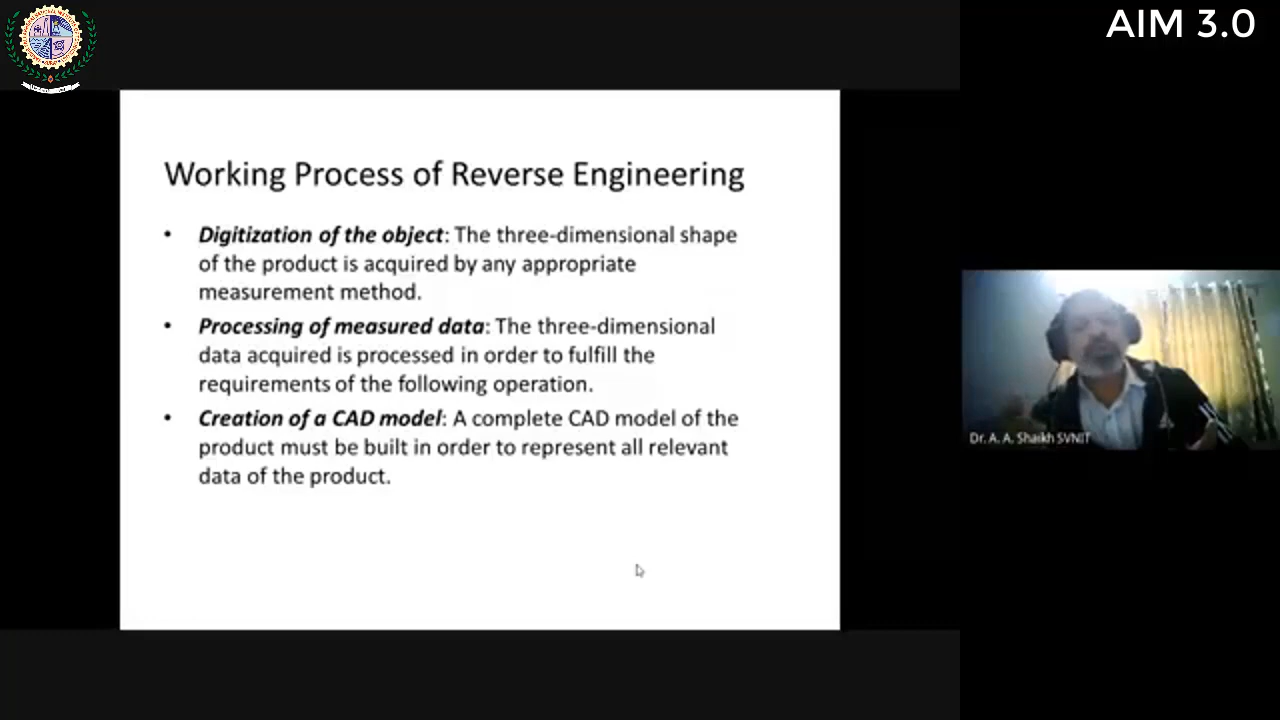 AIM 3.0
Working Process of Reverse Engineering
• Digitization of the object: The three-dimensional shape
of the product is acquired by any appropriate
measurement method.
• Processing of measured data: The three-dimensional
data acquired is processed in order to fulfill the
requirements of the following operation.
• Creation of a CAD model: A complete CAD model of the
product must be built in order to represent all relevant
data of the product.
Dr. A. A. Shaikh SVNIT